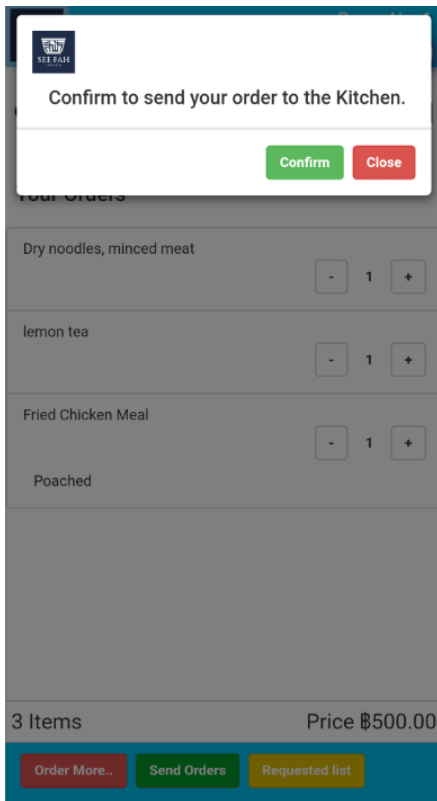 SEE FAH
Confirm to send your order to the Kitchen.
Confirm
Close
Your Orders
Dry noodles, minced meat
- 1 +
lemon tea
- 1 +
Fried Chicken Meal
- 1 +
Poached
3 Items
Price ฿500.00
Order More..
Send Orders
Requested list